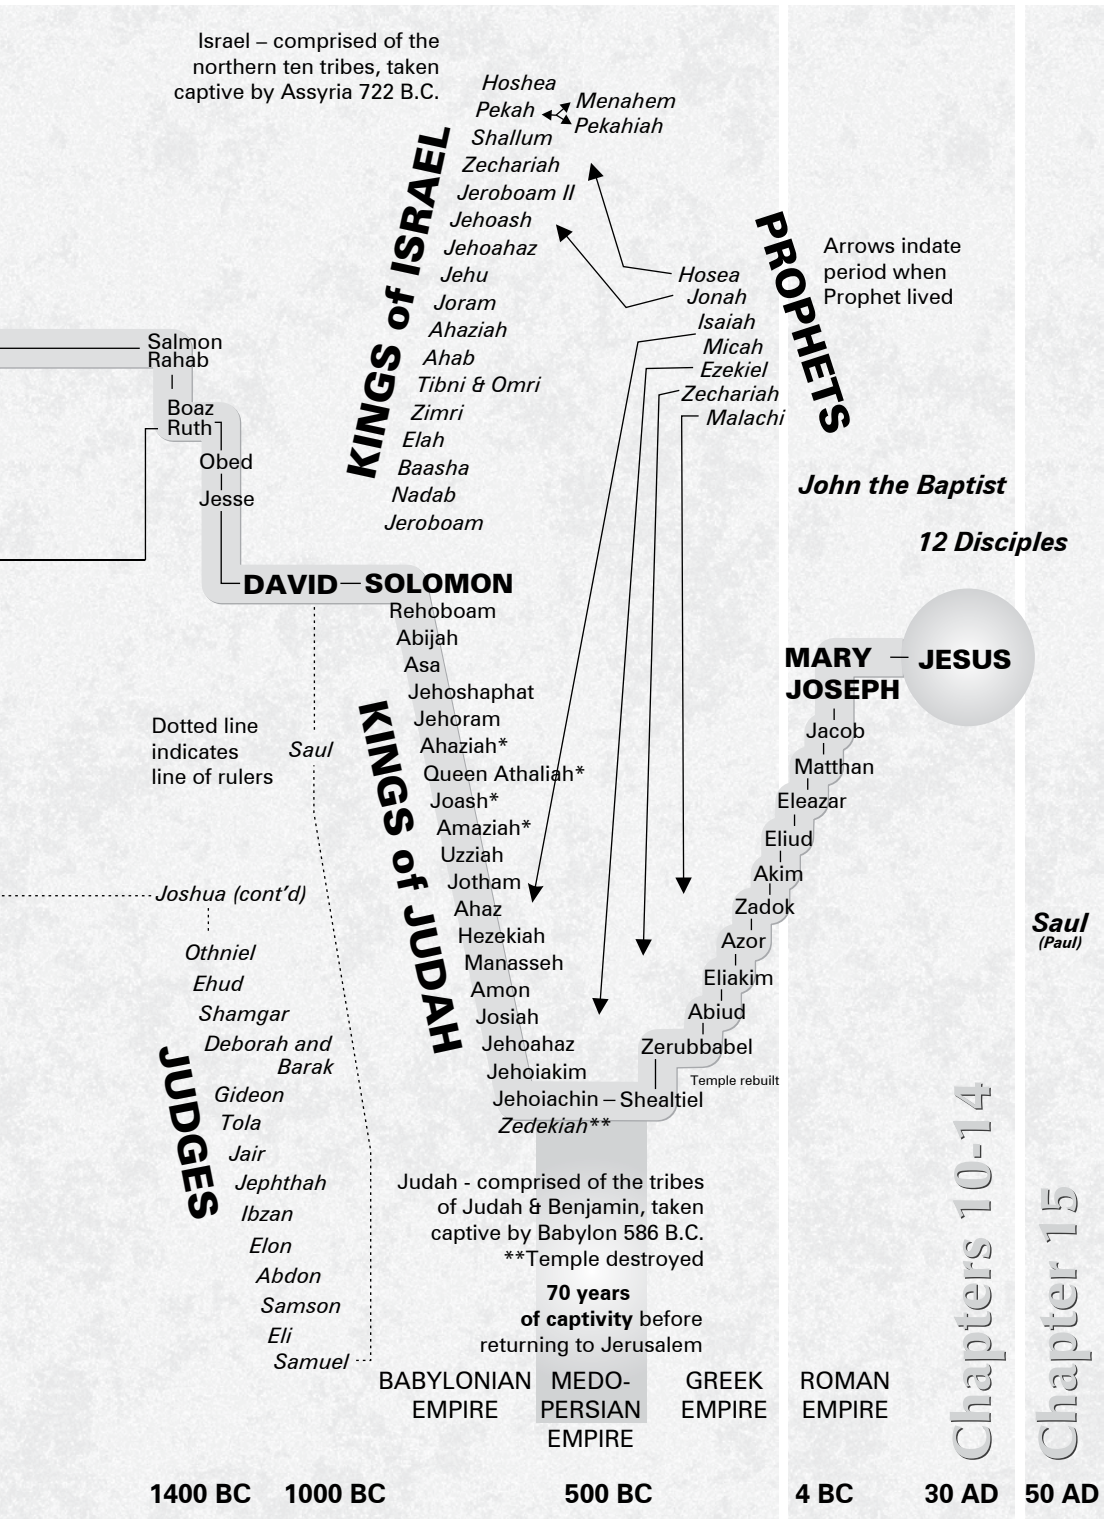 Israel – comprised of the
northern ten tribes, taken
captive by Assyria 722 B.C.
KINGS of ISRAEL
Hoshea
Pekah
Menahem
Pekahiah
Shallum
Zechariah
Jeroboam II
Jehoash
Jehoahaz
Jehu
Joram
Ahaziah
Ahab
Tibni & Omri
Zimri
Elah
Baasha
Nadab
Jeroboam
PROPHETS
Hosea
Jonah
Isaiah
Micah
Ezekiel
Zechariah
Malachi
Arrows indate
period when
Prophet lived
John the Baptist
12 Disciples
Salmon
Rahab
Boaz
Ruth
Obed
Jesse
DAVID – SOLOMON
KINGS of JUDAH
Rehoboam
Abijah
Asa
Jehoshaphat
Jehoram
Ahaziah*
Queen Athaliah*
Joash*
Amaziah*
Uzziah
Jotham
Ahaz
Hezekiah
Manasseh
Amon
Josiah
Jehoahaz
Jehoiakim
Jehoiachin – Shealtiel
Zedekiah**
MARY – JESUS
JOSEPH
Jacob
Matthan
Eleazar
Eliud
Akim
Zadok
Azor
Eliakim
Abiud
Zerubbabel
Temple rebuilt
Dotted line
indicates
line of rulers
Saul
Joshua (cont'd)
JUDGES
Othniel
Ehud
Shamgar
Deborah and
Barak
Gideon
Tola
Jair
Jephthah
Ibzan
Elon
Abdon
Samson
Eli
Samuel
Saul
(Paul)
Judah - comprised of the tribes
of Judah & Benjamin, taken
captive by Babylon 586 B.C.
**Temple destroyed
70 years
of captivity before
returning to Jerusalem
BABYLONIAN
EMPIRE
MEDO-
PERSIAN
EMPIRE
GREEK
EMPIRE
ROMAN
EMPIRE
Chapters 10-14
Chapter 15
1400 BC
1000 BC
500 BC
4 BC
30 AD
50 AD